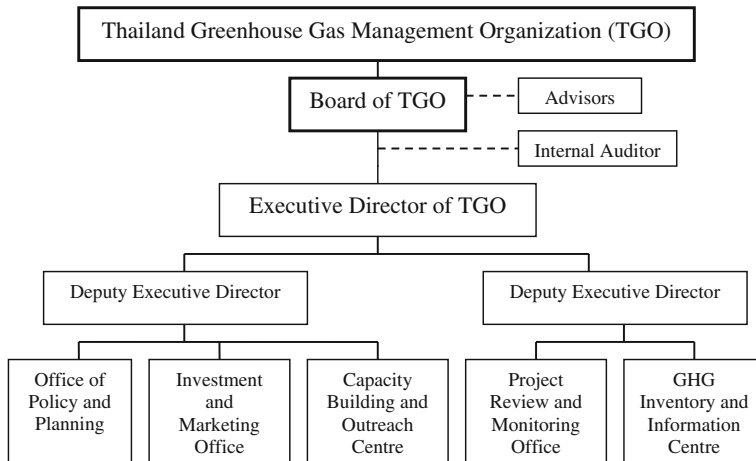 Thailand Greenhouse Gas Management Organization (TGO)
Board of TGO
Advisors
Internal Auditor
Executive Director of TGO
Deputy Executive Director
Deputy Executive Director
Office of
Policy and
Planning
Investment
and
Marketing
Office
Capacity
Building and
Outreach
Centre
Project
Review and
Monitoring
Office
GHG
Inventory and
Information
Centre